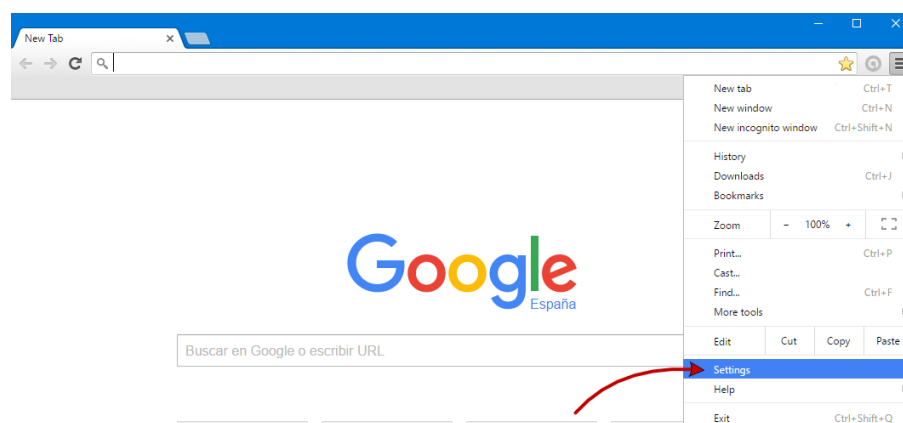 New Tab
New tab Ctrl+T
New window Ctrl+N
New incognito window Ctrl+Shift+N
History
Downloads Ctrl+J
Bookmarks
Zoom - 100% +
Print... Ctrl+P
Cast...
Find... Ctrl+F
More tools
Edit Cut Copy Paste
Settings
Help
Exit Ctrl+Shift+Q
Google
España
Buscar en Google o escribir URL